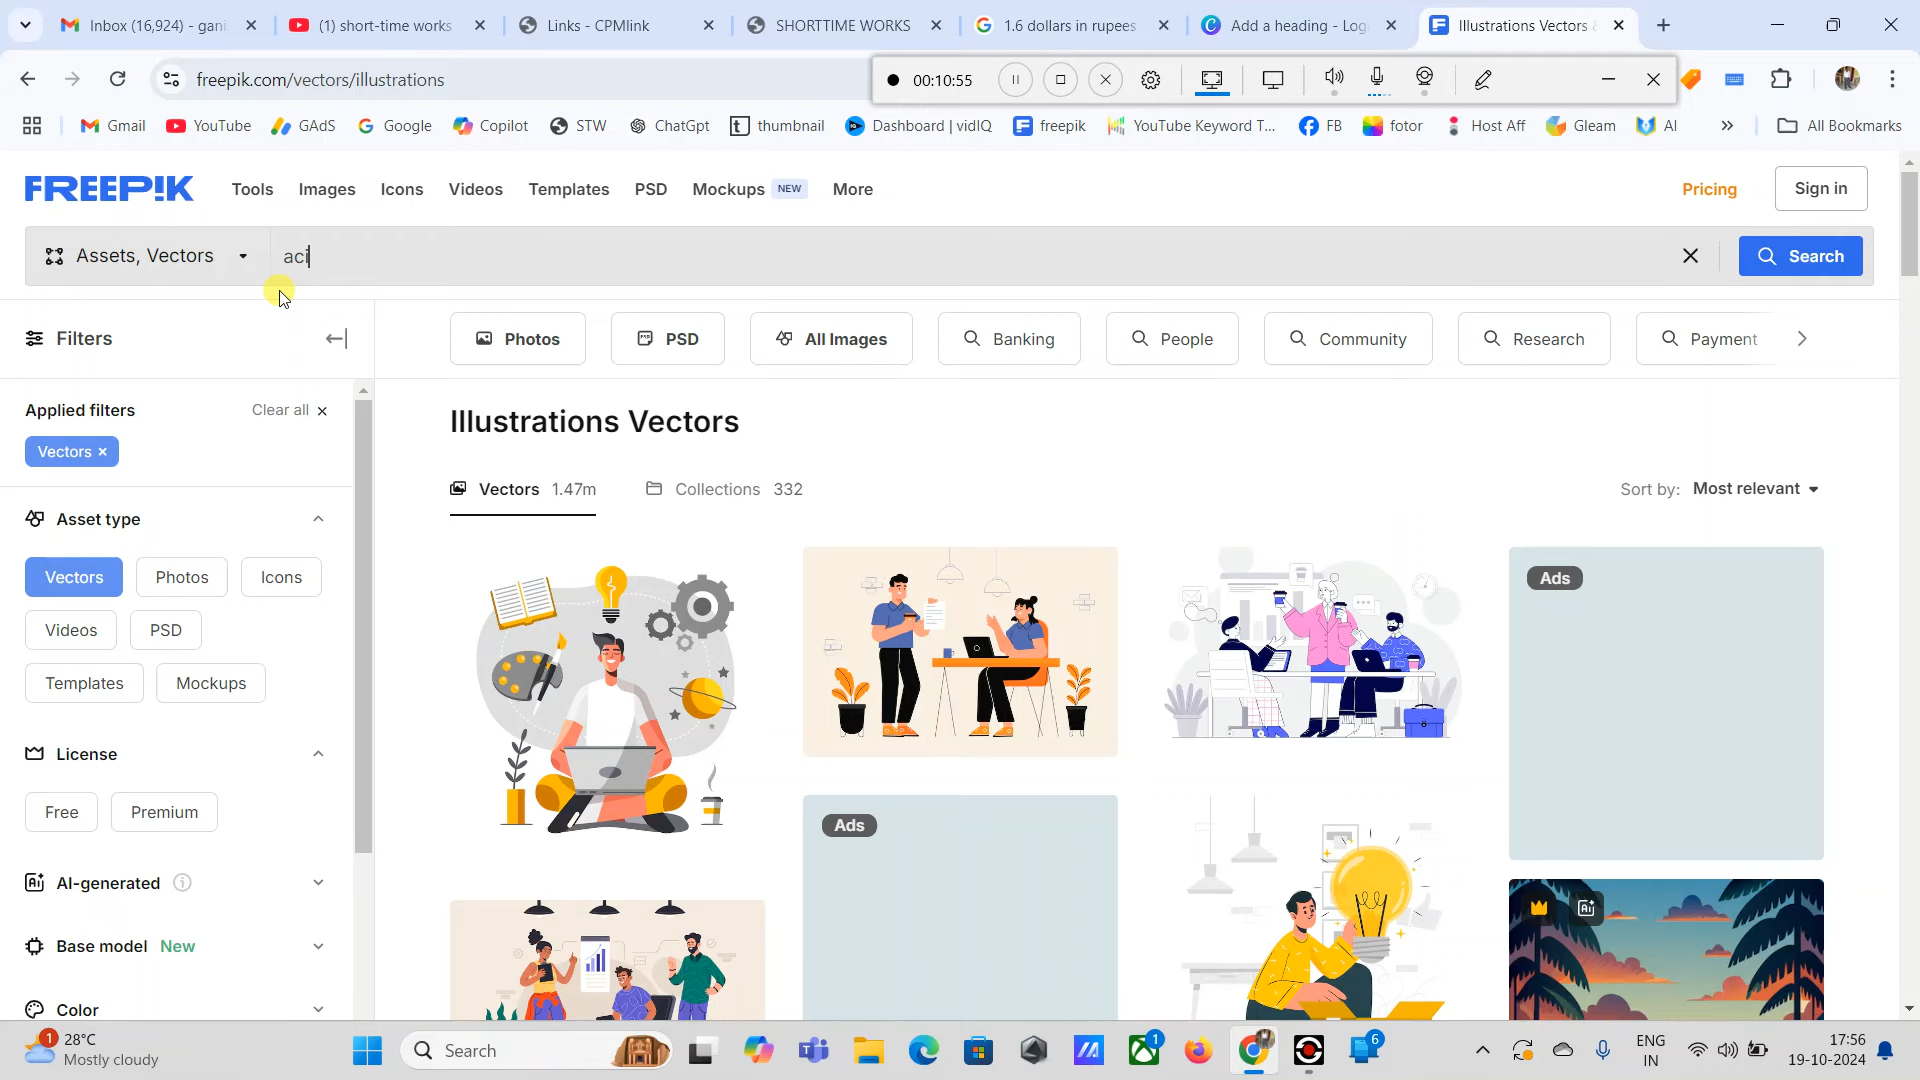 Inbox (16,924) - gani
(1) short-time works
Links - CPMlink
SHORTTIME WORKS
1.6 dollars in rupees
Add a heading - Log
Illustrations Vectors &
freepik.com/vectors/illustrations
00:10:55
Gmail
YouTube
GAdS
Google
Copilot
STW
ChatGpt
thumbnail
Dashboard | vidIQ
freepik
YouTube Keyword T...
FB
fotor
Host Aff
Gleam
AI
All Bookmarks
FREEP!K
Tools
Images
Icons
Videos
Templates
PSD
Mockups NEW
More
Pricing
Sign in
Assets, Vectors
aci
Search
Filters
Photos
PSD
All Images
Banking
People
Community
Research
Payment
Applied filters
Clear all ×
Vectors ×
Illustrations Vectors
Vectors 1.47m
Collections 332
Sort by: Most relevant
Asset type
Vectors
Photos
Icons
Videos
PSD
Templates
Mockups
License
Free
Premium
AI-generated
Base model New
Color
Ads
Ads
1
28°C
Mostly cloudy
Search
1
6
ENG
IN
17:56
19-10-2024